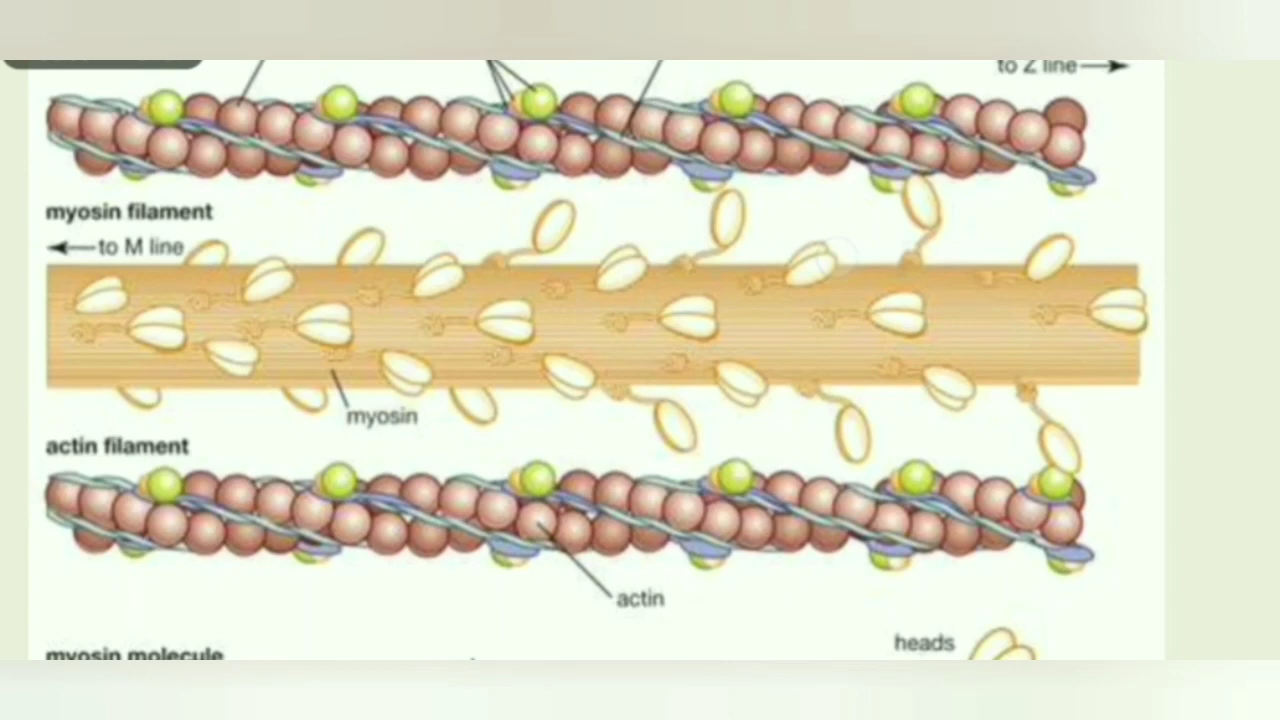 to Z line
myosin filament
to M line
myosin
actin filament
actin
heads
myosin molecule